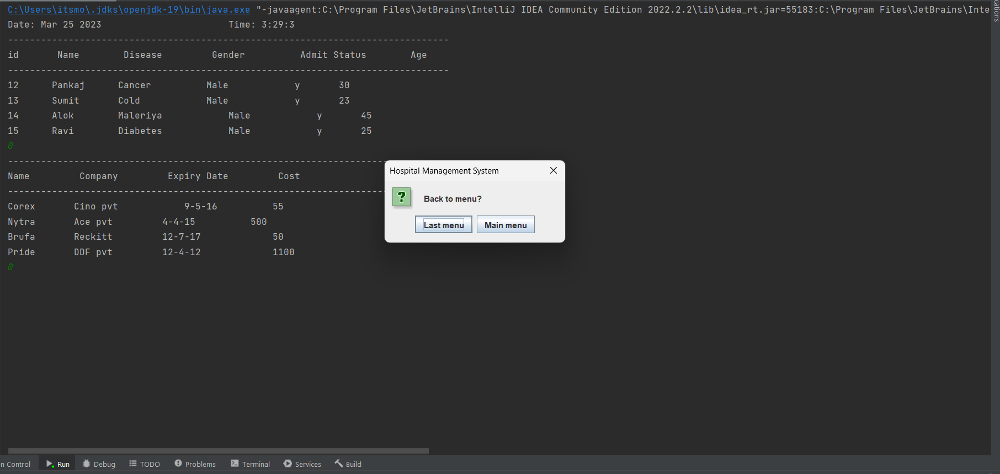 C:\Users\itsmo\.jdks\openjdk-19\bin\java.exe "-javaagent:C:\Program Files\JetBrains\IntelliJ IDEA Community Edition 2022.2.2\lib\idea_rt.jar=55183:C:\Program Files\JetBrains\Inte
Date: Mar 25 2023 Time: 3:29:3
--------------------------------------------------------------------------------
id Name Disease Gender Admit Status Age
--------------------------------------------------------------------------------
12 Pankaj Cancer Male y 30
13 Sumit Cold Male y 23
14 Alok Maleriya Male y 45
15 Ravi Diabetes Male y 25
0
---------------------------------------------------------------------
Name Company Expiry Date Cost
---------------------------------------------------------------------
Corex Cino pvt 9-5-16 55
Nytra Ace pvt 4-4-15 500
Brufa Reckitt 12-7-17 50
Pride DDF pvt 12-4-12 1100
0
Hospital Management System
Back to menu?
Last menu Main menu
n Control Run Debug TODO Problems Terminal Services Build
cations